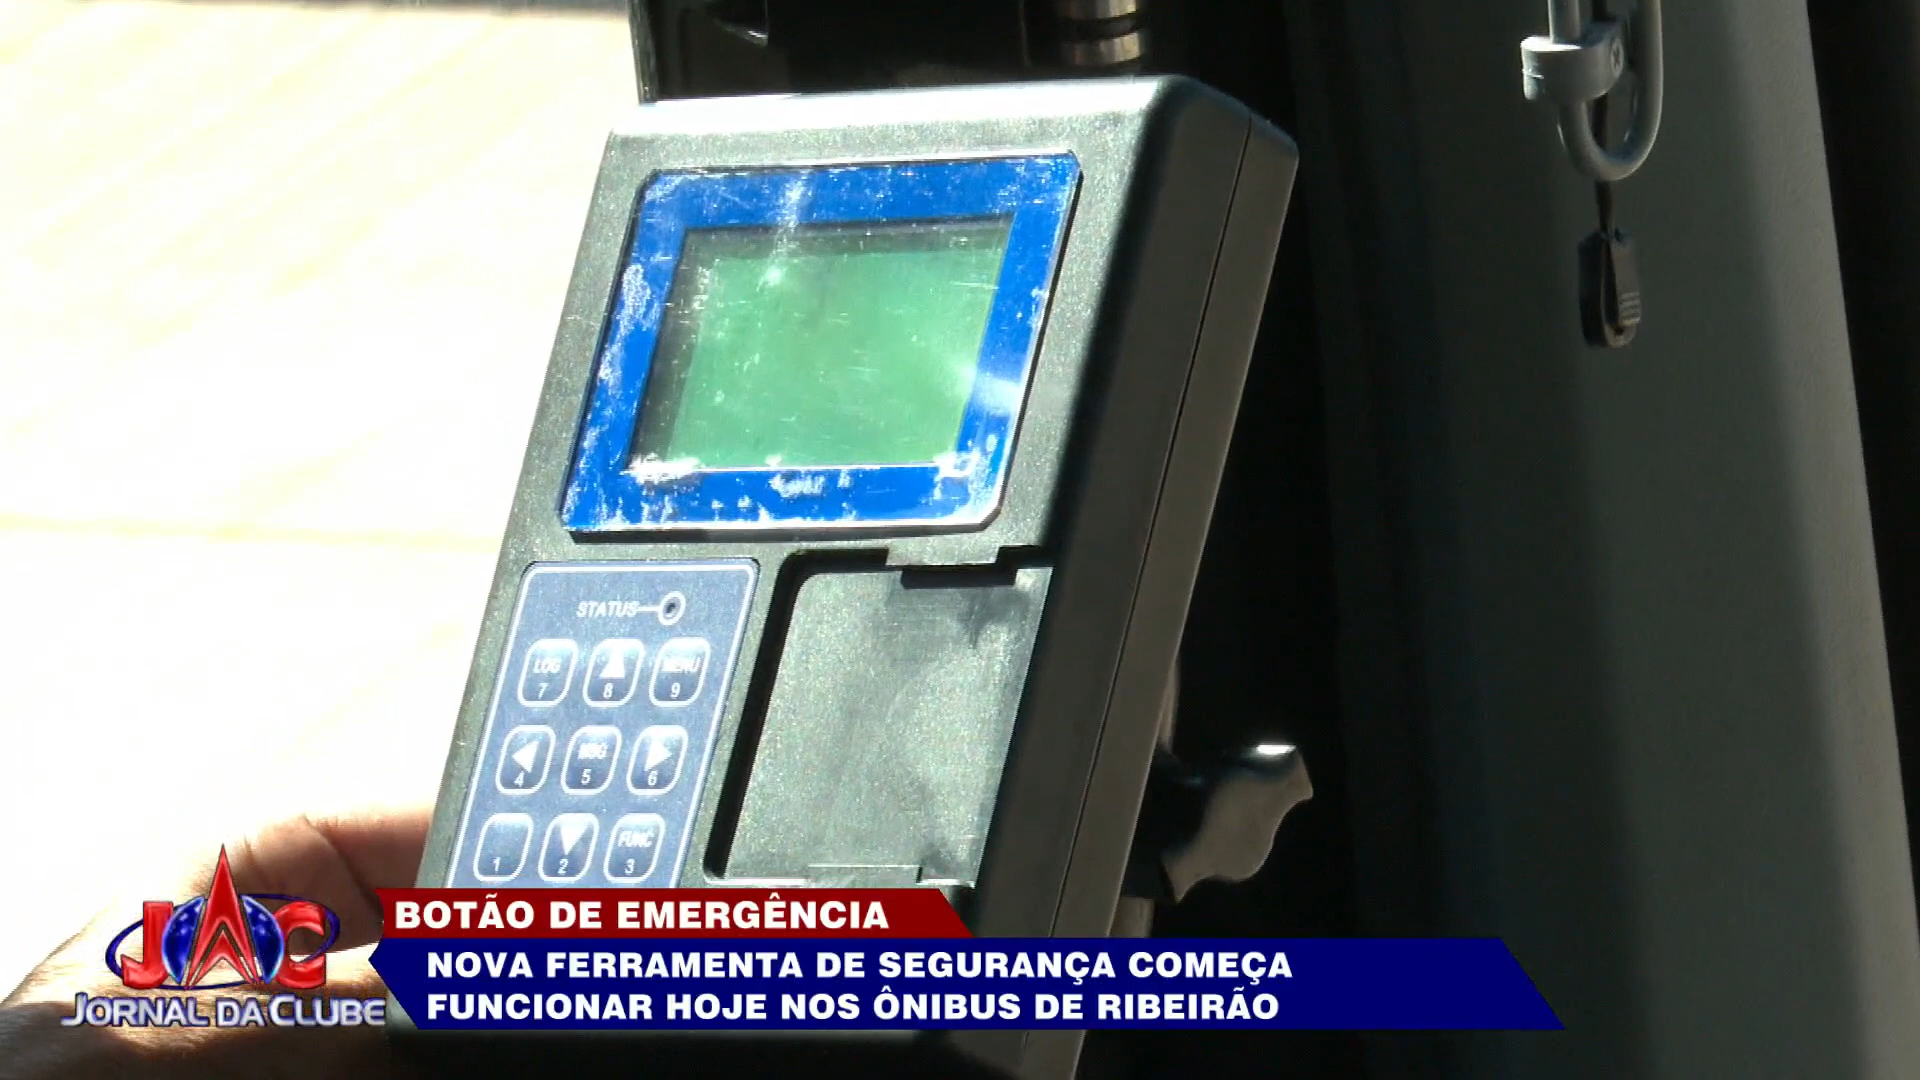 STATUS
LOG MENU
7 8 9
MSG
4 5 6
FUNC
1 2 3
JC
JORNAL DA CLUBE
BOTÃO DE EMERGÊNCIA
NOVA FERRAMENTA DE SEGURANÇA COMEÇA
FUNCIONAR HOJE NOS ÔNIBUS DE RIBEIRÃO